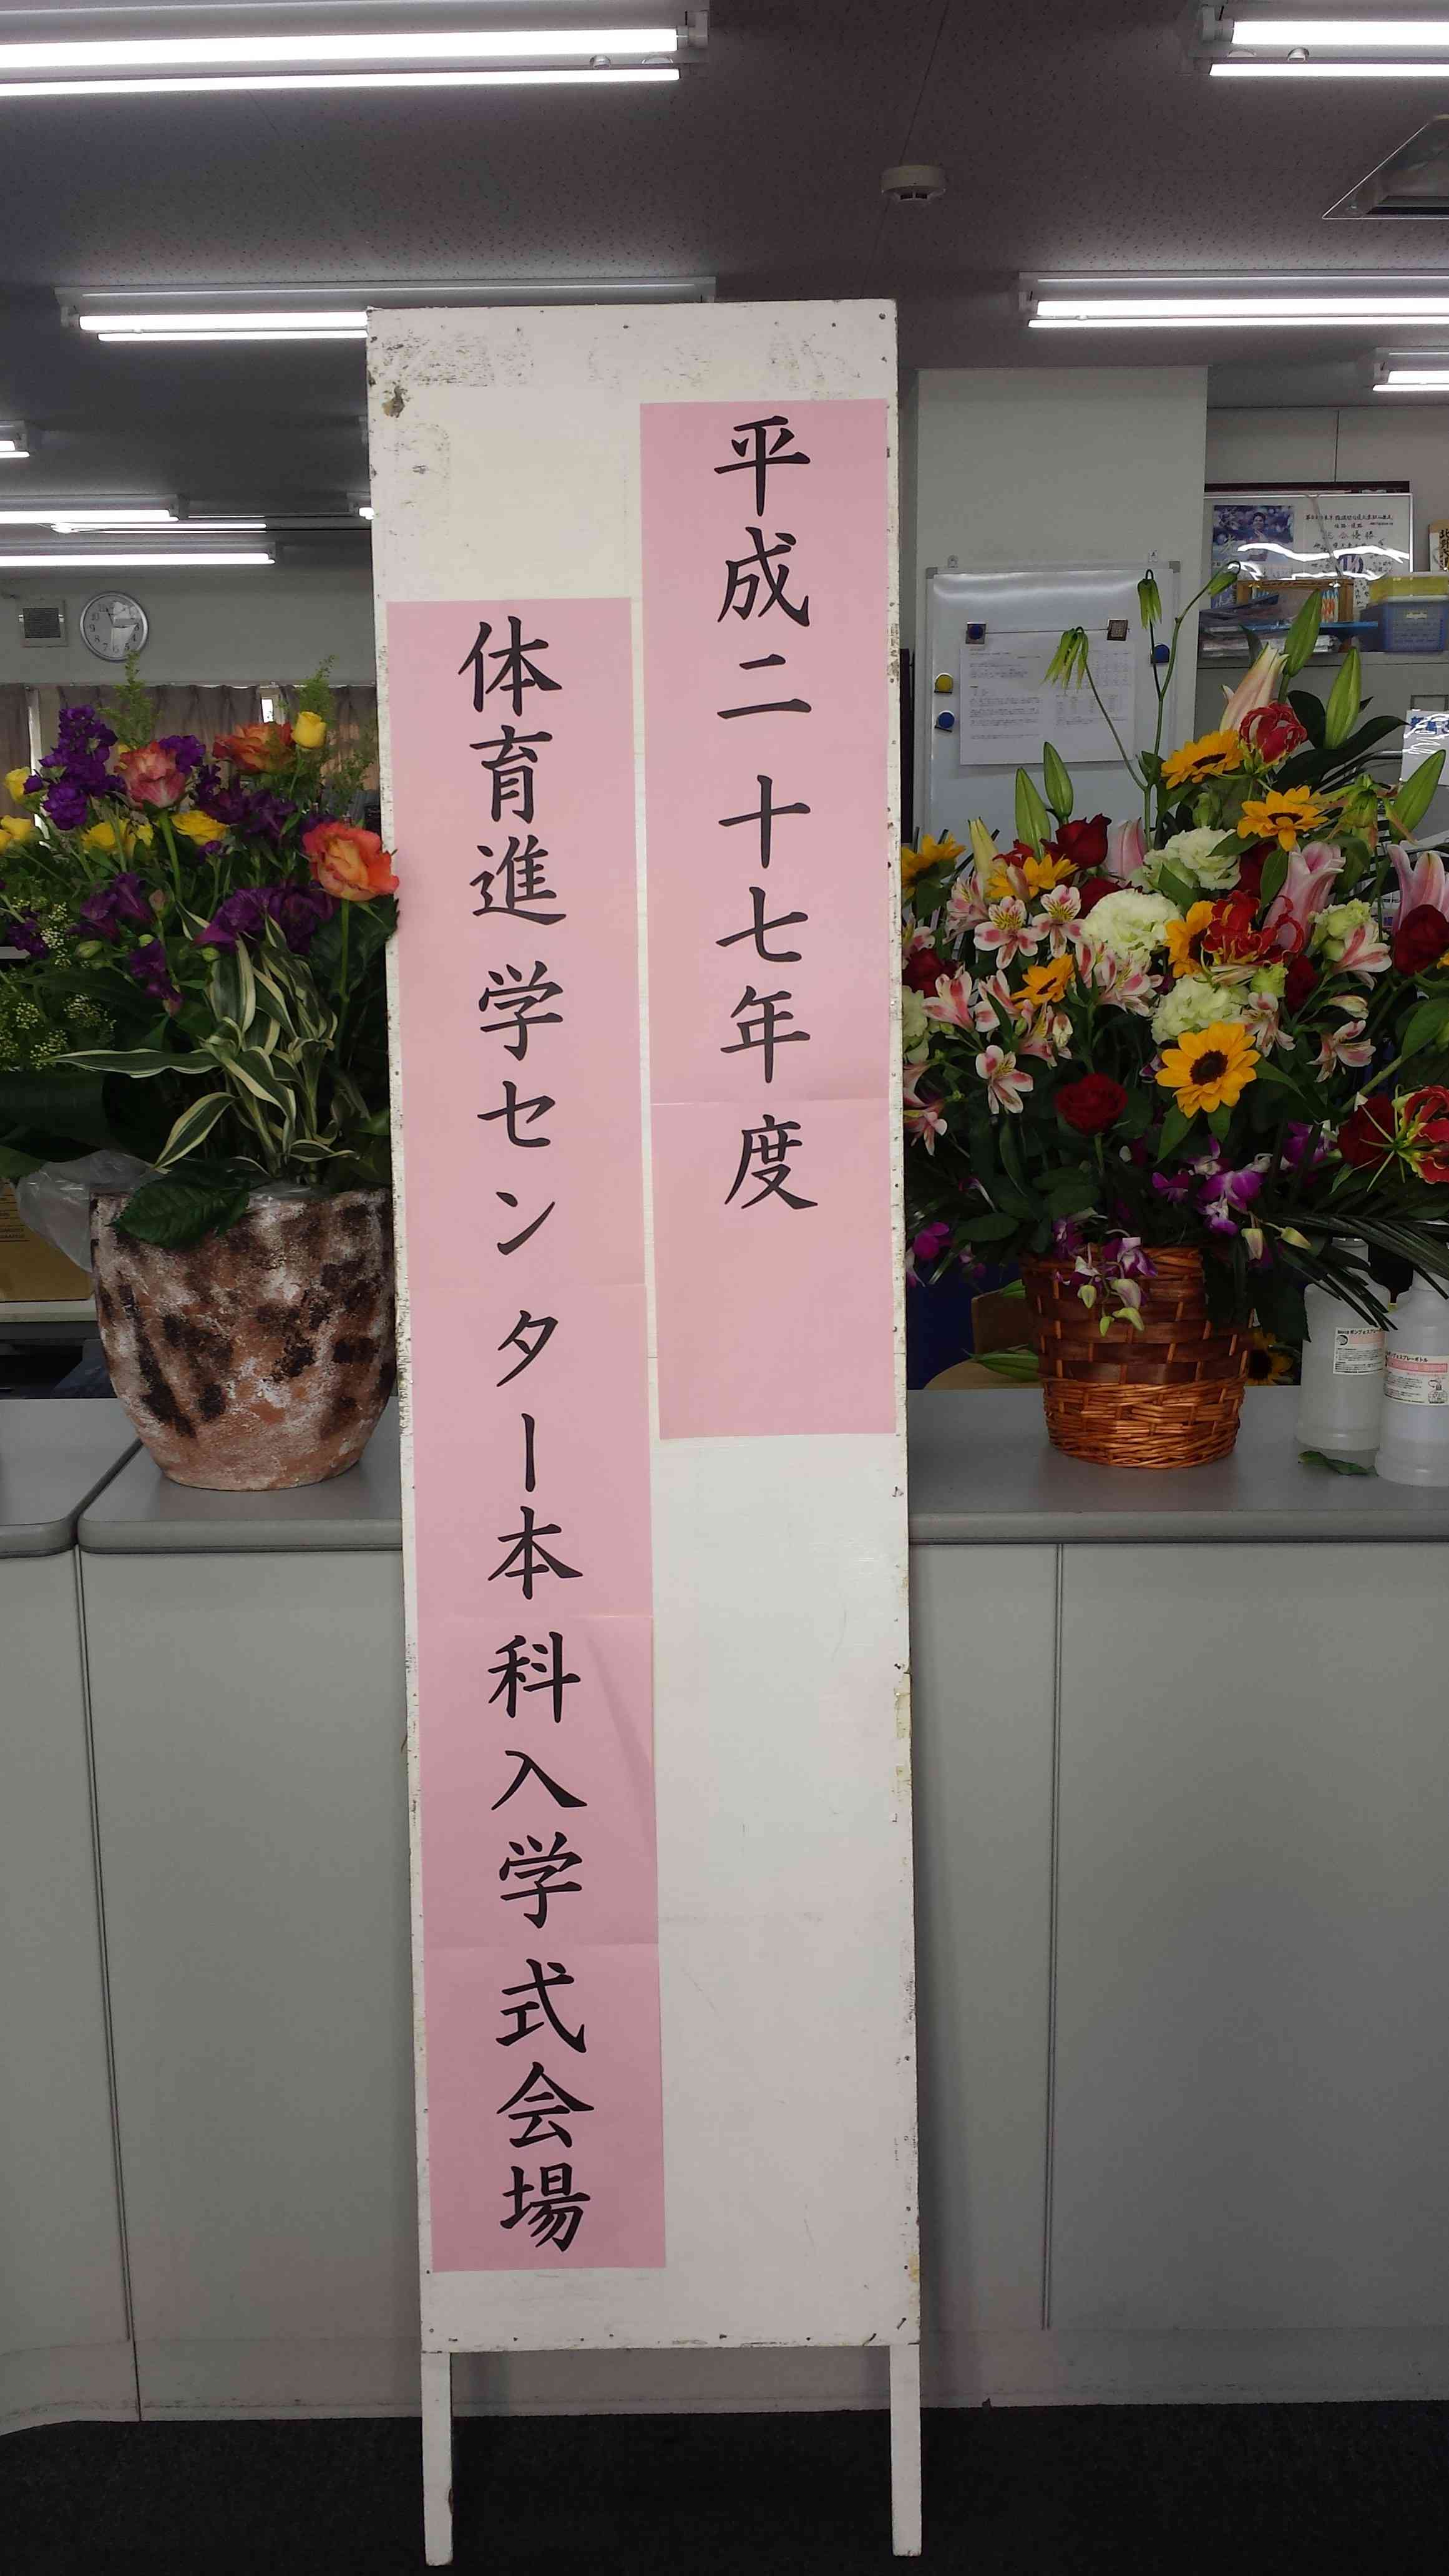 平成二十七年度
体育進学センター本科入学式会場